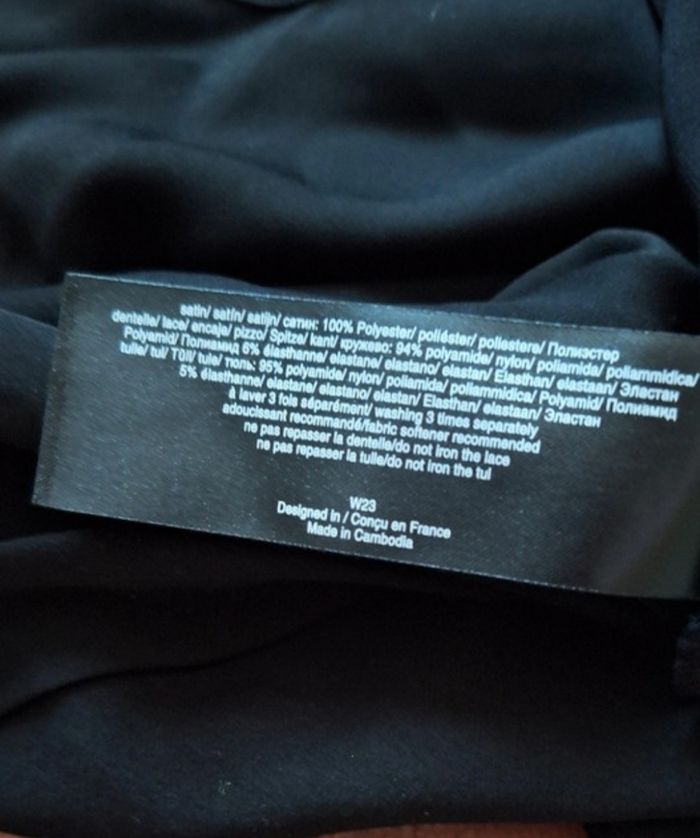 satin/ satín/ satijn/ сатин: 100% Polyester/ poliéster/ poliestere/ Полиэстер
dentelle/ lace/ encaje/ pizzo/ Spitze/ kant/ кружево: 94% polyamide/ nylon/ poliamida/ poliammidica/
Polyamid/ Полиамид 6% élasthanne/ elastane/ elastano/ elastan/ Elasthan/ elastaan/ Эластан
tulle/ tul/ Tüll/ tule/ тюль: 95% polyamide/ nylon/ poliamida/ poliammidica/ Polyamid/ Полиамид
5% élasthanne/ elastane/ elastano/ elastan/ Elasthan/ elastaan/ Эластан
à laver 3 fois séparément/ washing 3 times separately
adoucissant recommandé/fabric softener recommended
ne pas repasser la dentelle/do not iron the lace
ne pas repasser la tulle/do not iron the tul
W23
Designed in / Conçu en France
Made in Cambodia